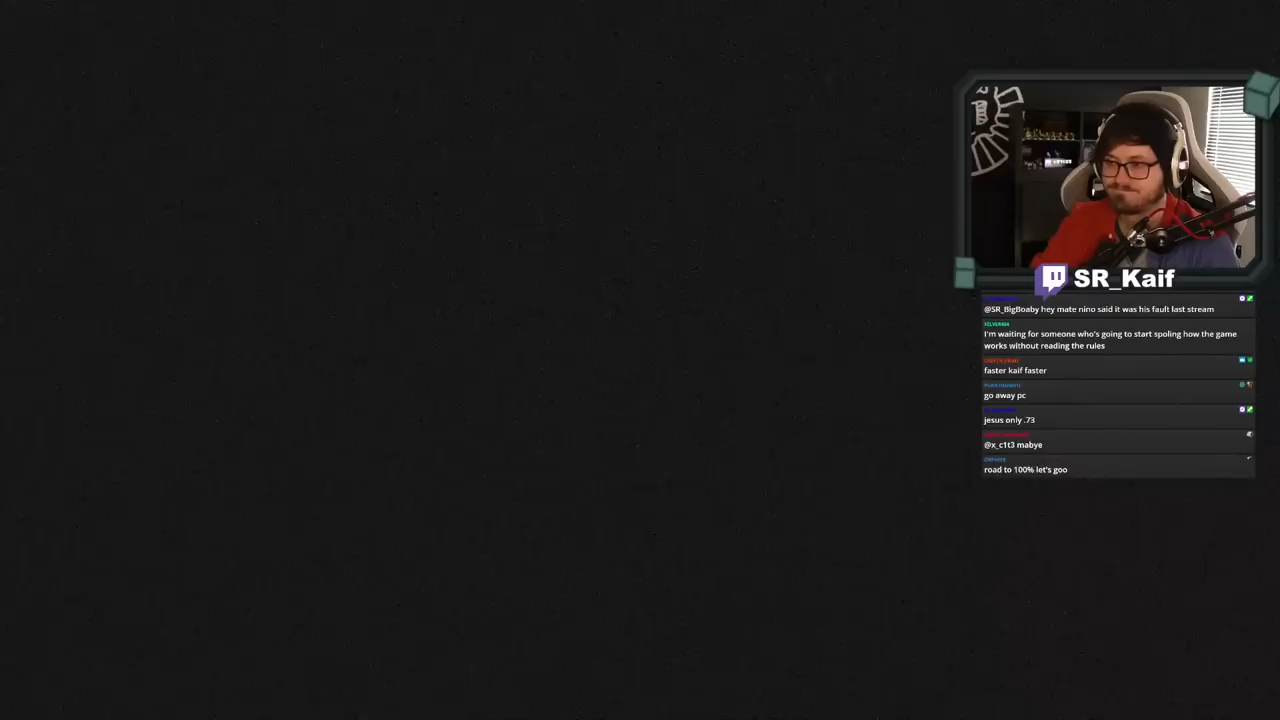 SR_Kaif
@SR_BigBoaby hey mate nino said it was his fault last stream
SILVER404
I'm waiting for someone who's going to start spoling how the game
works without reading the rules
faster kaif faster
go away pc
jesus only .73
@x_c1t3 mabye
road to 100% let's goo